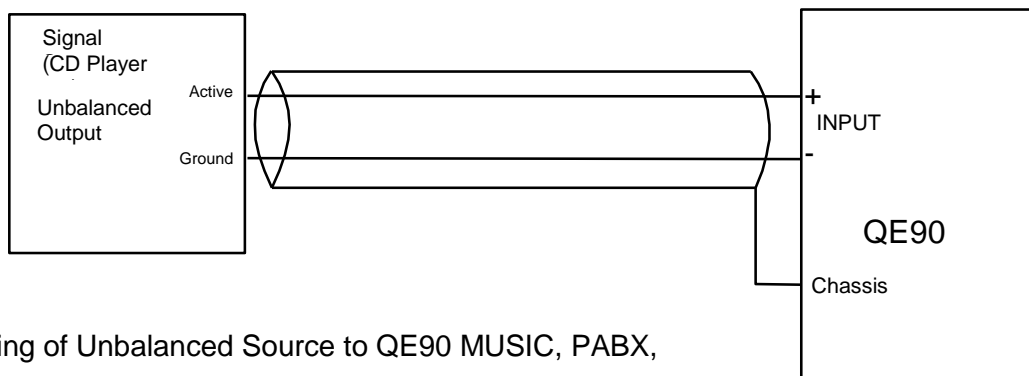 Signal
(CD Player
Unbalanced
Output
Active
Ground
+
INPUT
-
QE90
Chassis
ing of Unbalanced Source to QE90 MUSIC, PABX,